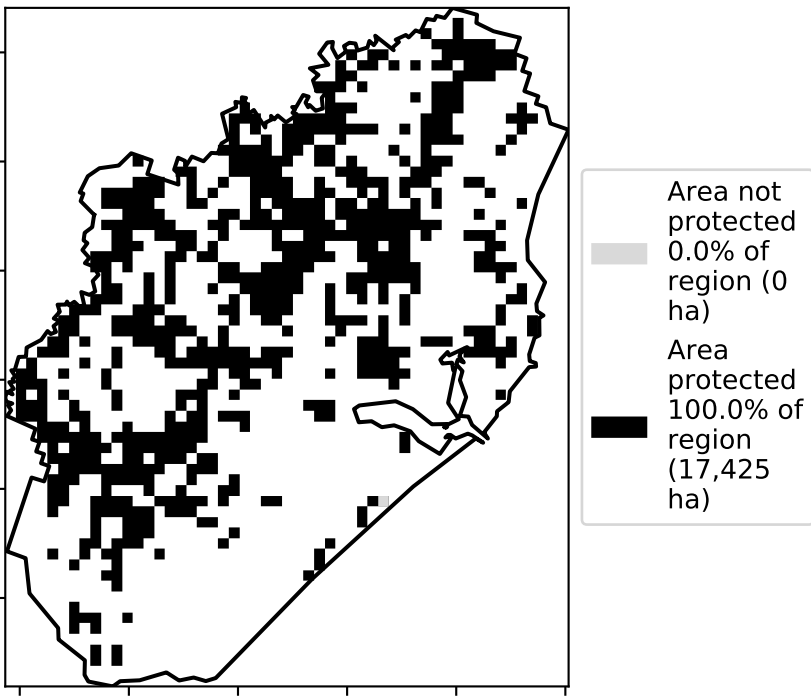 Area not
protected
0.0% of
region (0
ha)
Area
protected
100.0% of
region
(17,425
ha)